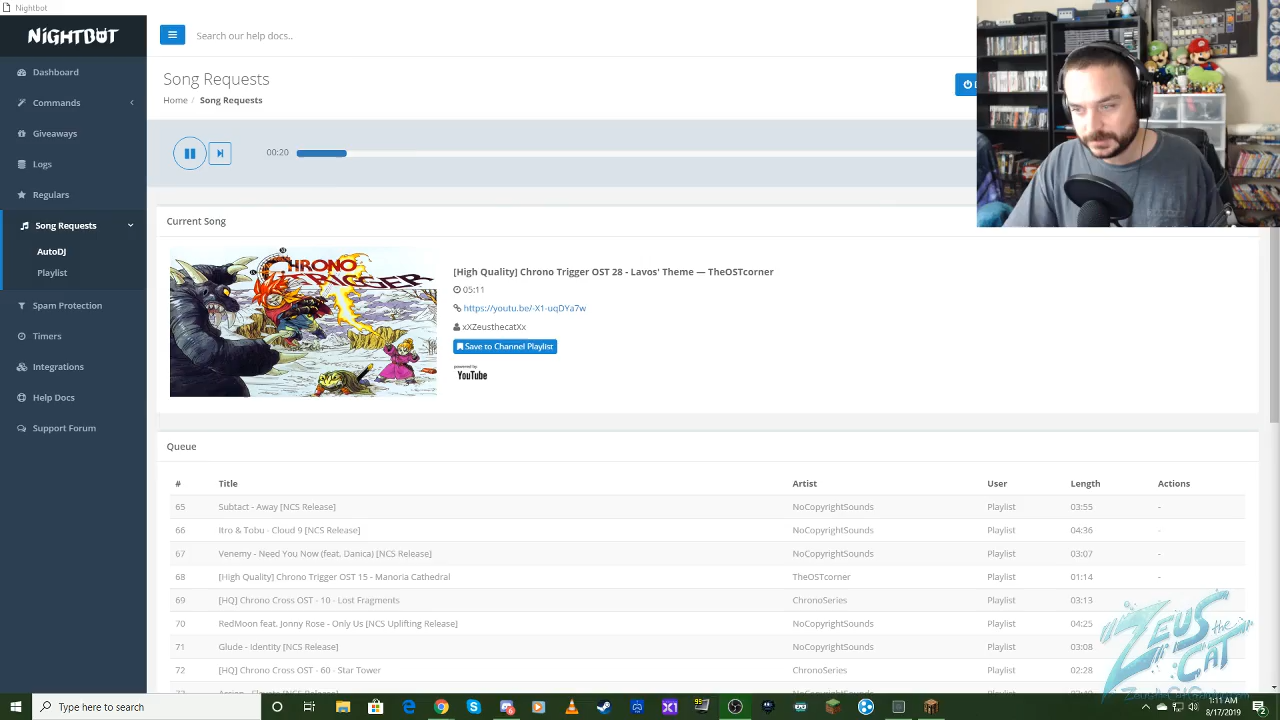 Nightbot
NiGHTBOT
Search our help docs..
Dashboard
Song Requests
Commands
Home / Song Requests
Giveaways
00:20
Logs
Regulars
Song Requests
Current Song
AutoDJ
CHRONO TRIGGER
[High Quality] Chrono Trigger OST 28 - Lavos' Theme — TheOSTcorner
Playlist
05:11
Spam Protection
https://youtu.be/-X1-uqDYa7w
xXZeusthecatXx
Timers
Save to Channel Playlist
Integrations
powered by
YouTube
Help Docs
Support Forum
Queue
# Title Artist User Length Actions
65 Subtact - Away [NCS Release] NoCopyrightSounds Playlist 03:55 -
66 Itro & Tobu - Cloud 9 [NCS Release] NoCopyrightSounds Playlist 04:36 -
67 Venemy - Need You Now (feat. Danica) [NCS Release] NoCopyrightSounds Playlist 03:07 -
68 [High Quality] Chrono Trigger OST 15 - Manoria Cathedral TheOSTcorner Playlist 01:14 -
69 [HQ] Chrono Cross OST - 10 - Lost Fragments ChronoSeries Playlist 03:13
70 RedMoon feat. Jonny Rose - Only Us [NCS Uplifting Release] NoCopyrightSounds Playlist 04:25
71 Glude - Identity [NCS Release] NoCopyrightSounds Playlist 03:08
72 [HQ] Chrono Cross OST - 60 - Star Tower ChronoSeries Playlist 02:28
ZEUS the CAT
Type here to search
1:11 AM
8/17/2019